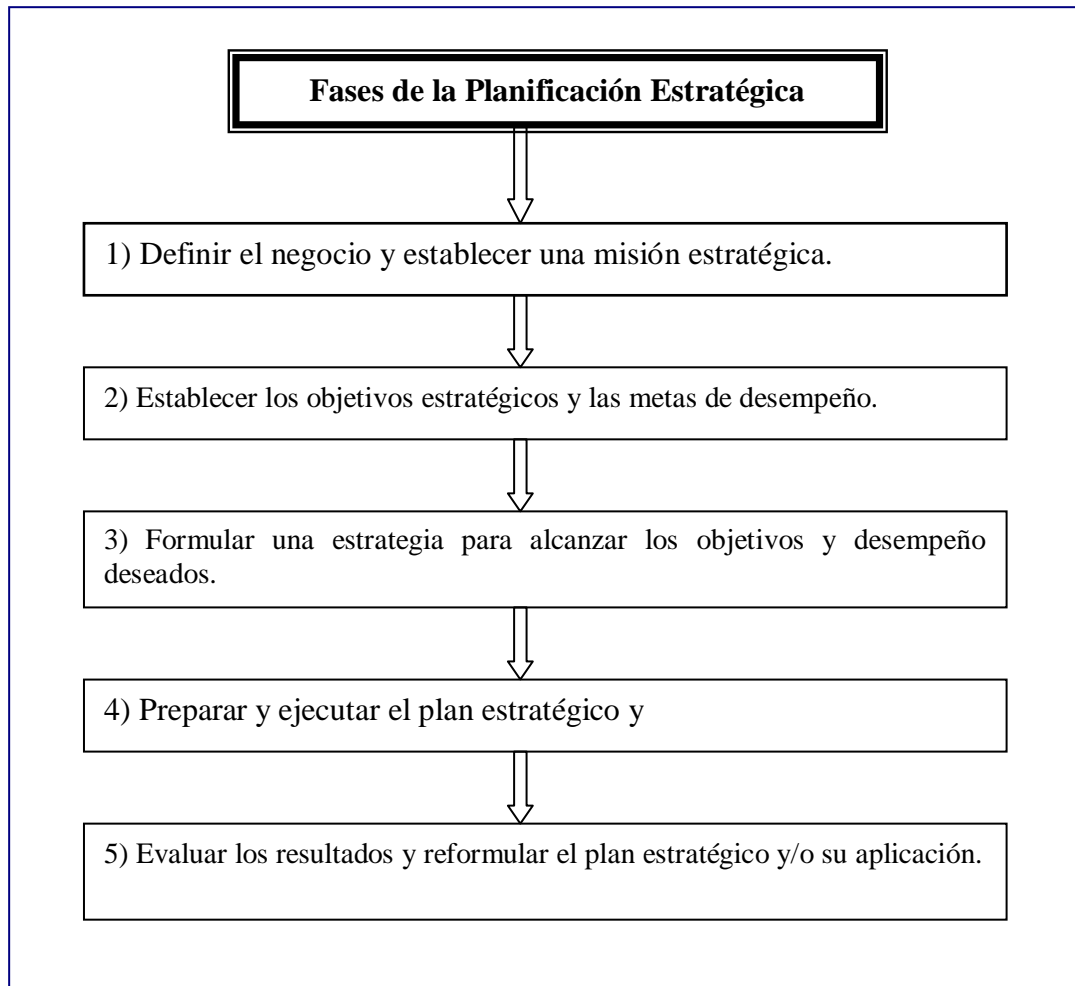 Fases de la Planificación Estratégica
1) Definir el negocio y establecer una misión estratégica.
2) Establecer los objetivos estratégicos y las metas de desempeño.
3) Formular una estrategia para alcanzar los objetivos y desempeño
deseados.
4) Preparar y ejecutar el plan estratégico y
5) Evaluar los resultados y reformular el plan estratégico y/o su aplicación.